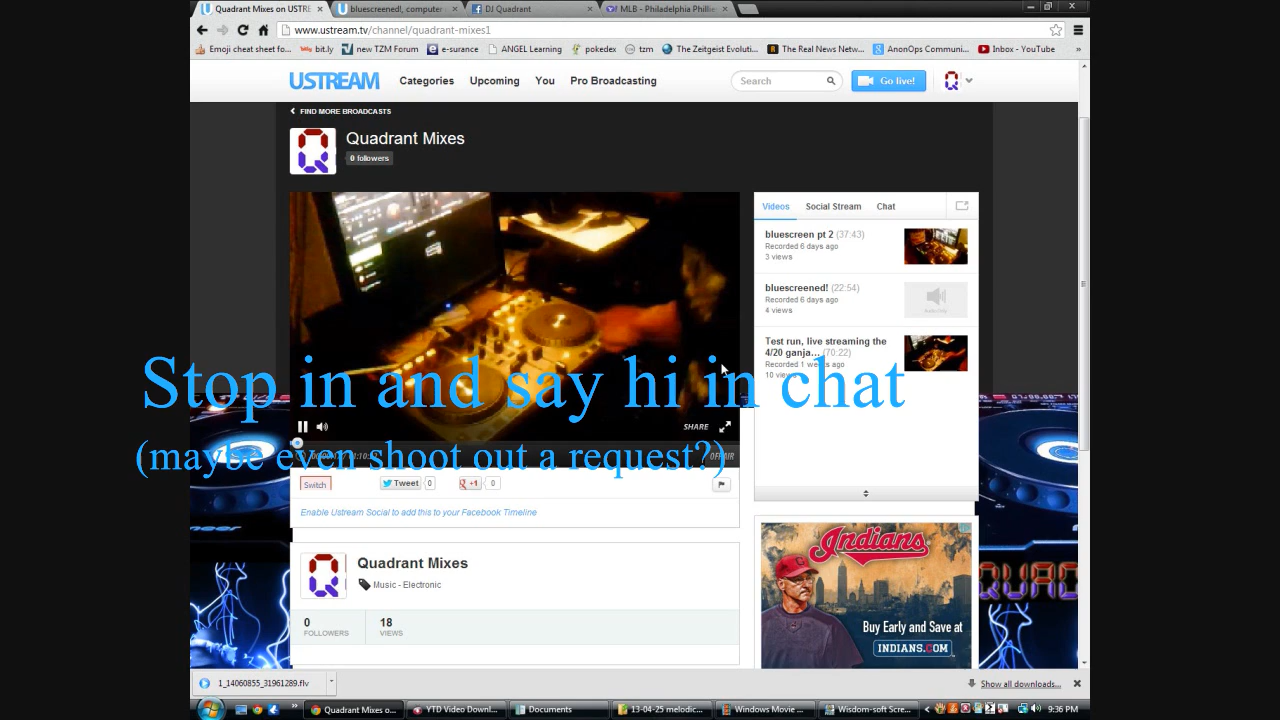 Quadrant Mixes on USTRE
bluescreened!, computer
DJ Quadrant
MLB - Philadelphia Phillie
www.ustream.tv/channel/quadrant-mixes1
Emoji cheat sheet fo...
bit.ly
new TZM Forum
e-surance
ANGEL Learning
pokedex
tzm
The Zeitgeist Evoluti...
The Real News Netw...
AnonOps Communi...
Inbox - YouTube
USTREAM
Categories
Upcoming
You
Pro Broadcasting
Search
Go live!
FIND MORE BROADCASTS
Quadrant Mixes
0 followers
Videos
Social Stream
Chat
bluescreen pt 2 (37:43)
Recorded 6 days ago
3 views
bluescreened! (22:54)
Recorded 6 days ago
4 views
Test run, live streaming the
4/20 ganja... (70:22)
Recorded 1 weeks ago
10 views
Stop in and say hi in chat
SHARE
(maybe even shoot out a request?)
OFF AIR
Switch
Tweet
0
+1
0
Enable Ustream Social to add this to your Facebook Timeline
Quadrant Mixes
Music - Electronic
0
FOLLOWERS
18
VIEWS
Indians
Buy Early and Save at
INDIANS.COM
QUAD
1_14060855_31961289.flv
Show all downloads...
Quadrant Mixes o...
YTD Video Downl...
Documents
13-04-25 melodic...
Windows Movie ...
Wisdom-soft Scre...
9:36 PM